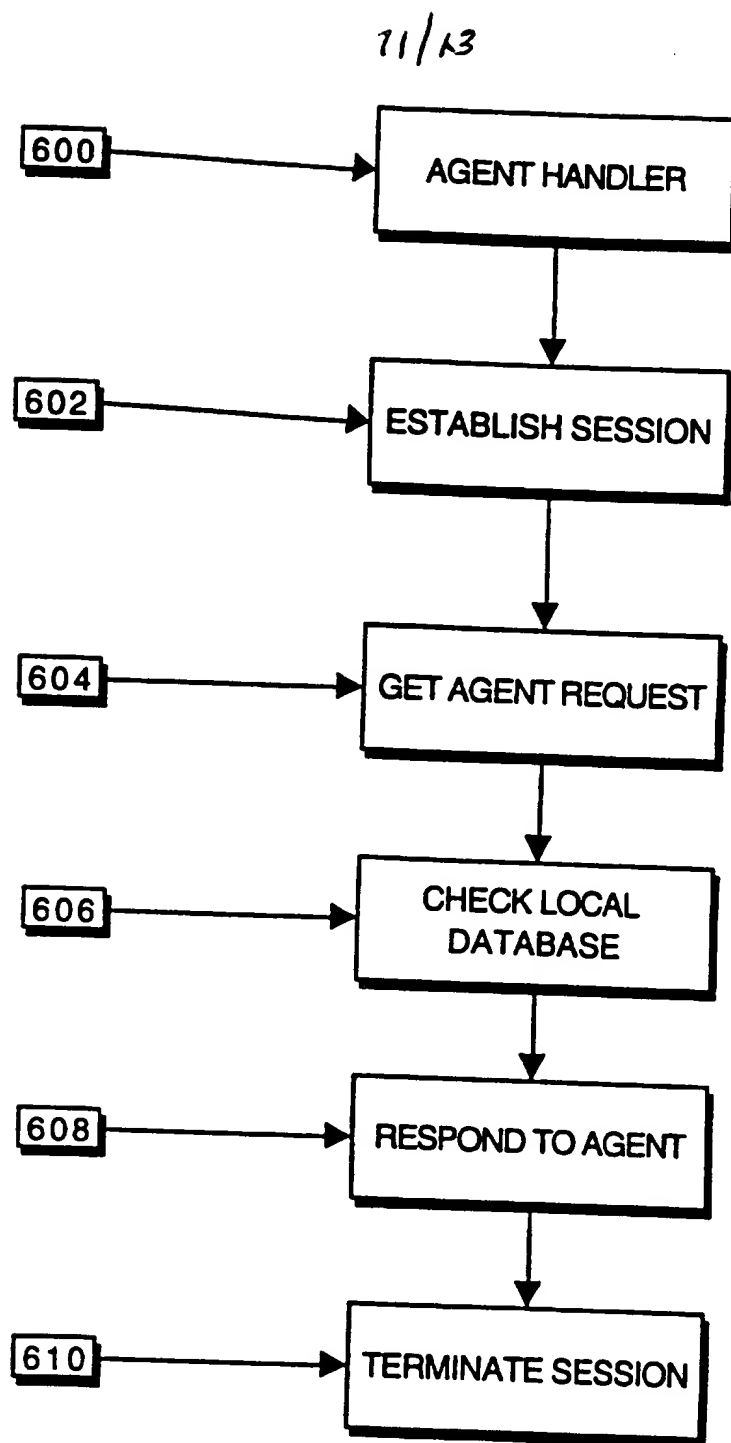 11/13
600
AGENT HANDLER
602
ESTABLISH SESSION
604
GET AGENT REQUEST
606
CHECK LOCAL
DATABASE
608
RESPOND TO AGENT
610
TERMINATE SESSION